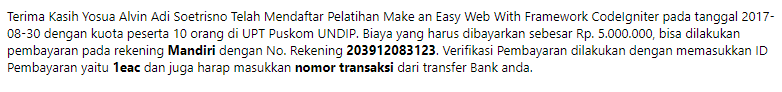 Terima Kasih Yosua Alvin Adi Soetrisno Telah Mendaftar Pelatihan Make an Easy Web With Framework CodeIgniter pada tanggal 2017-
08-30 dengan kuota peserta 10 orang di UPT Puskom UNDIP. Biaya yang harus dibayarkan sebesar Rp. 5.000.000, bisa dilakukan
pembayaran pada rekening Mandiri dengan No. Rekening 203912083123. Verifikasi Pembayaran dilakukan dengan memasukkan ID
Pembayaran yaitu 1eac dan juga harap masukkan nomor transaksi dari transfer Bank anda.